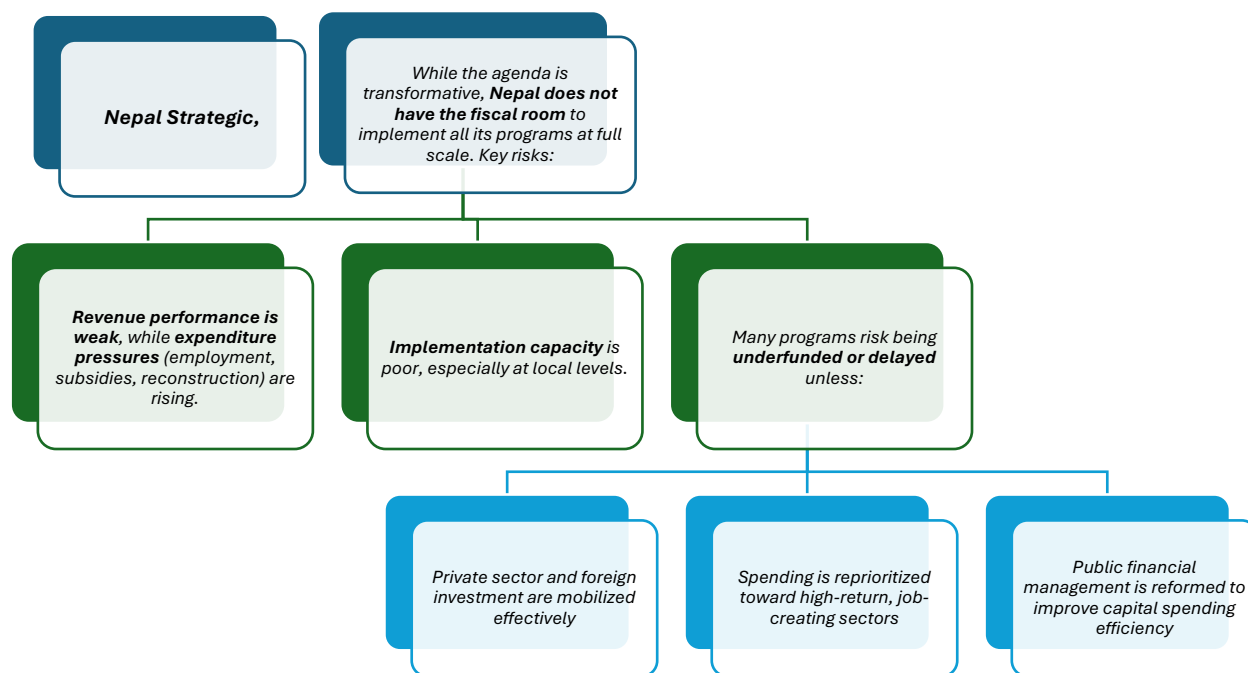 Nepal Strategic,
While the agenda is
transformative, Nepal does not
have the fiscal room to
implement all its programs at full
scale. Key risks:
Revenue performance is
weak, while expenditure
pressures (employment,
subsidies, reconstruction) are
rising.
Implementation capacity is
poor, especially at local levels.
Many programs risk being
underfunded or delayed
unless:
Private sector and foreign
investment are mobilized
effectively
Spending is reprioritized
toward high-return, job-
creating sectors
Public financial
management is reformed to
improve capital spending
efficiency